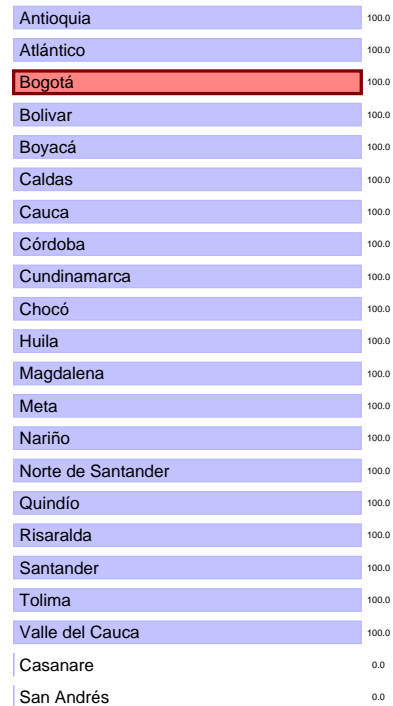 Antioquia 100.0
Atlántico 100.0
Bogotá 100.0
Bolivar 100.0
Boyacá 100.0
Caldas 100.0
Cauca 100.0
Córdoba 100.0
Cundinamarca 100.0
Chocó 100.0
Huila 100.0
Magdalena 100.0
Meta 100.0
Nariño 100.0
Norte de Santander 100.0
Quindío 100.0
Risaralda 100.0
Santander 100.0
Tolima 100.0
Valle del Cauca 100.0
Casanare 0.0
San Andrés 0.0